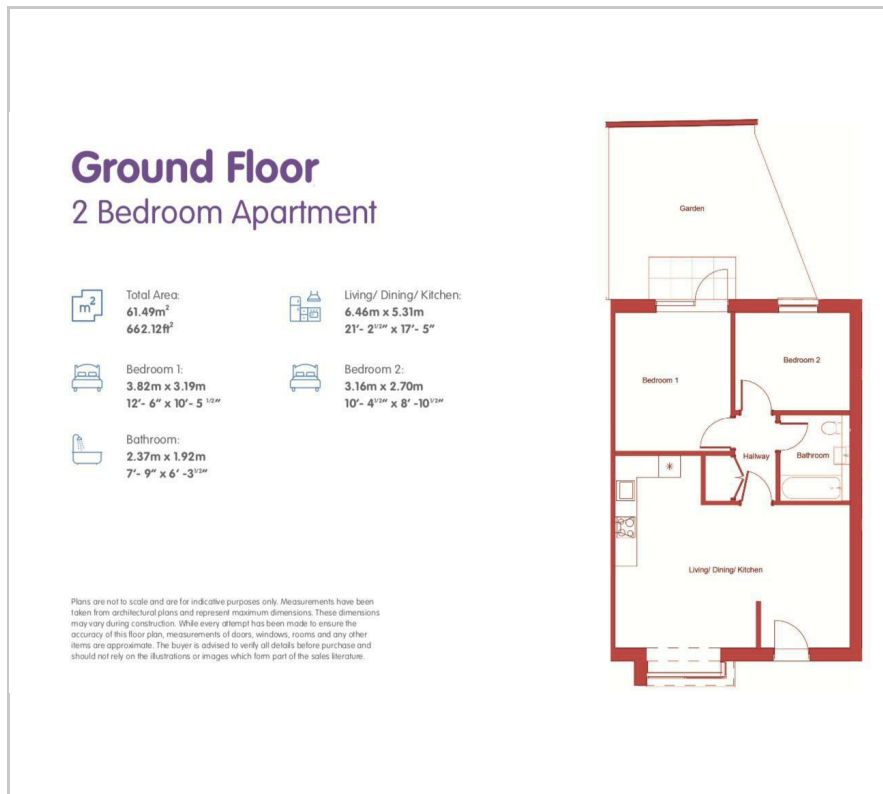 Ground Floor
2 Bedroom Apartment
m²
Total Area:
61.49m²
662.12ft²
Living/ Dining/ Kitchen:
6.46m x 5.31m
21'- 2¹/²" x 17'- 5"
Bedroom 1:
3.82m x 3.19m
12'- 6" x 10'- 5 ¹/²"
Bedroom 2:
3.16m x 2.70m
10'- 4¹/²" x 8' -10¹/²"
Bathroom:
2.37m x 1.92m
7'- 9" x 6' -3¹/²"
Plans are not to scale and are for indicative purposes only. Measurements have been
taken from architectural plans and represent maximum dimensions. These dimensions
may vary during construction. While every attempt has been made to ensure the
accuracy of this floor plan, measurements of doors, windows, rooms and any other
items are approximate. The buyer is advised to verify all details before purchase and
should not rely on the illustrations or images which form part of the sales literature.
Garden
Bedroom 1
Bedroom 2
Hallway
Bathroom
Living/ Dining/ Kitchen